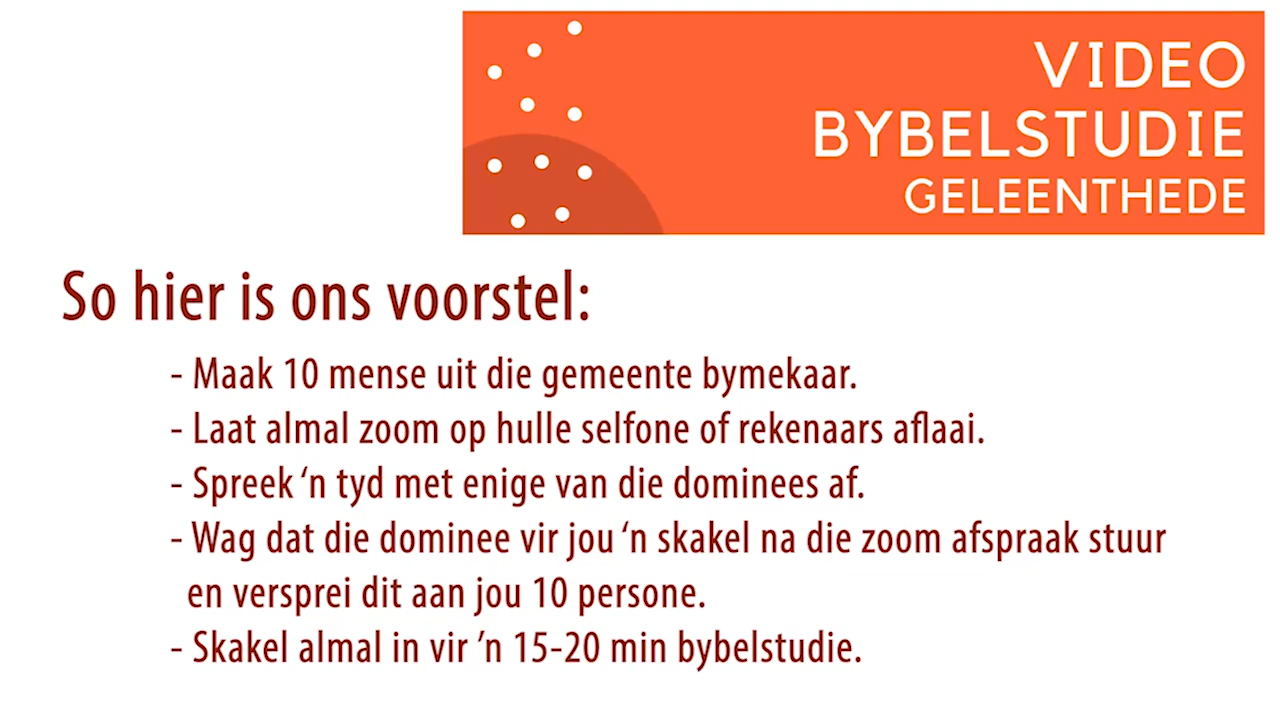 VIDEO
BYBELSTUDIE
GELEENTHEDE
So hier is ons voorstel:
- Maak 10 mense uit die gemeente bymekaar.
- Laat almal zoom op hulle selfone of rekenaars aflaai.
- Spreek ‘n tyd met enige van die dominees af.
- Wag dat die dominee vir jou ‘n skakel na die zoom afspraak stuur
en versprei dit aan jou 10 persone.
- Skakel almal in vir ’n 15-20 min bybelstudie.